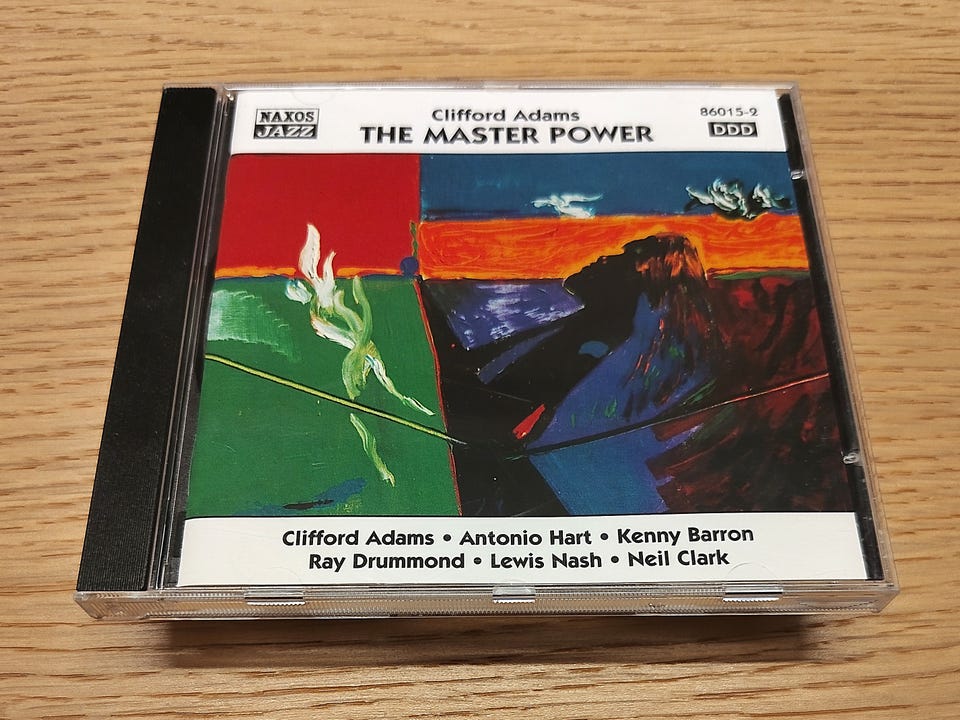 NAXOS
JAZZ
Clifford Adams
THE MASTER POWER
86015-2
DDD
Clifford Adams • Antonio Hart • Kenny Barron
Ray Drummond • Lewis Nash • Neil Clark